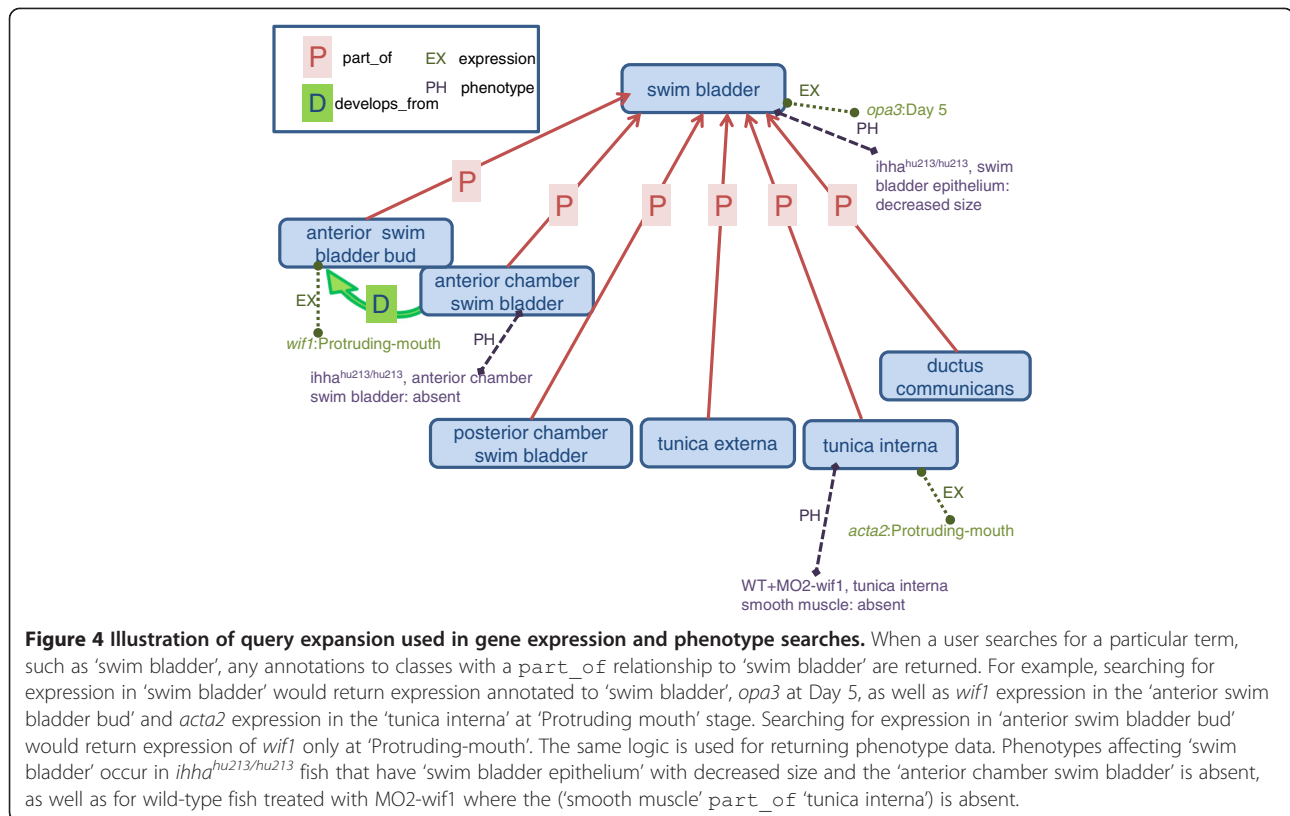 P part_of EX expression
D develops_from PH phenotype
swim bladder
EX
opa3:Day 5
PH
ihha^hu213/hu213, swim
bladder epithelium:
decreased size
P
P
P
P
P
P
anterior swim
bladder bud
EX
D
anterior chamber
swim bladder
wif1:Protruding-mouth
PH
ihha^hu213/hu213, anterior chamber
swim bladder: absent
ductus
communicans
posterior chamber
swim bladder
tunica externa
tunica interna
EX
PH
acta2:Protruding-mouth
WT+MO2-wif1, tunica interna
smooth muscle: absent
Figure 4 Illustration of query expansion used in gene expression and phenotype searches. When a user searches for a particular term,
such as ‘swim bladder’, any annotations to classes with a part_of relationship to ‘swim bladder’ are returned. For example, searching for
expression in ‘swim bladder’ would return expression annotated to ‘swim bladder’, opa3 at Day 5, as well as wif1 expression in the ‘anterior swim
bladder bud’ and acta2 expression in the ‘tunica interna’ at ‘Protruding mouth’ stage. Searching for expression in ‘anterior swim bladder bud’
would return expression of wif1 only at ‘Protruding-mouth’. The same logic is used for returning phenotype data. Phenotypes affecting ‘swim
bladder’ occur in ihha^hu213/hu213 fish that have ‘swim bladder epithelium’ with decreased size and the ‘anterior chamber swim bladder’ is absent,
as well as for wild-type fish treated with MO2-wif1 where the (‘smooth muscle’ part_of ‘tunica interna’) is absent.